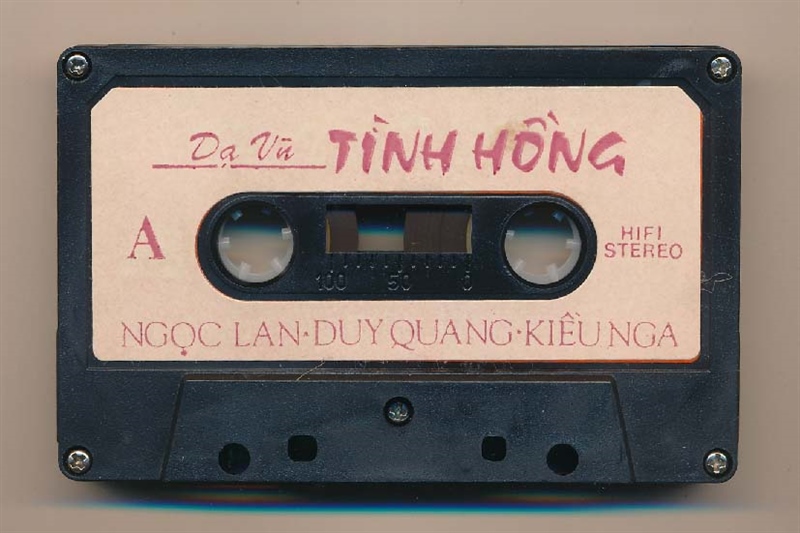 Dạ Vũ TÌNH HỒNG
A
HIFI
STEREO
100 50 0
NGỌC LAN·DUY QUANG·KIỀU NGA